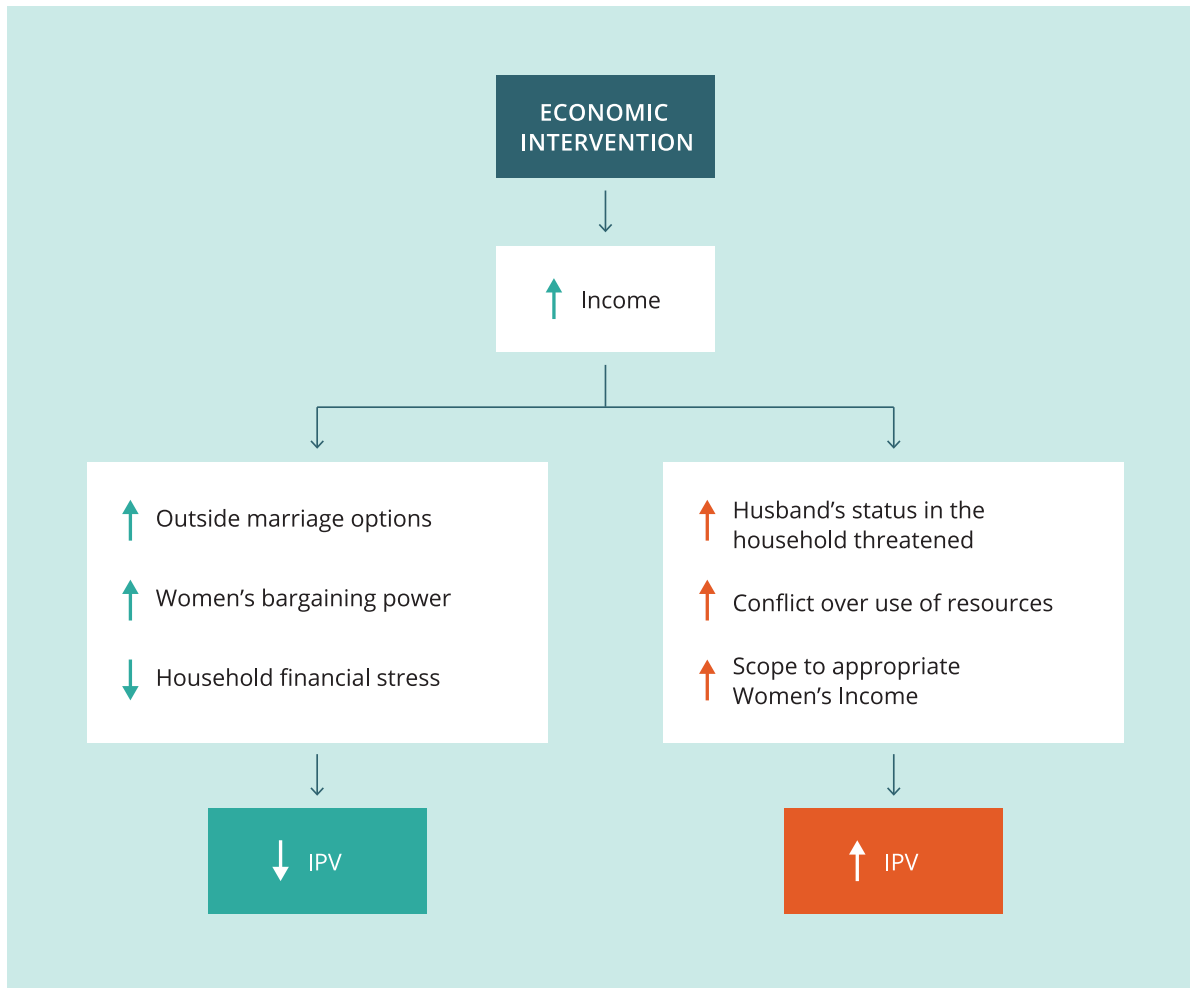 ECONOMIC
INTERVENTION
Income
Outside marriage options
Women’s bargaining power
Household financial stress
Husband’s status in the
household threatened
Conflict over use of resources
Scope to appropriate
Women’s Income
IPV
IPV